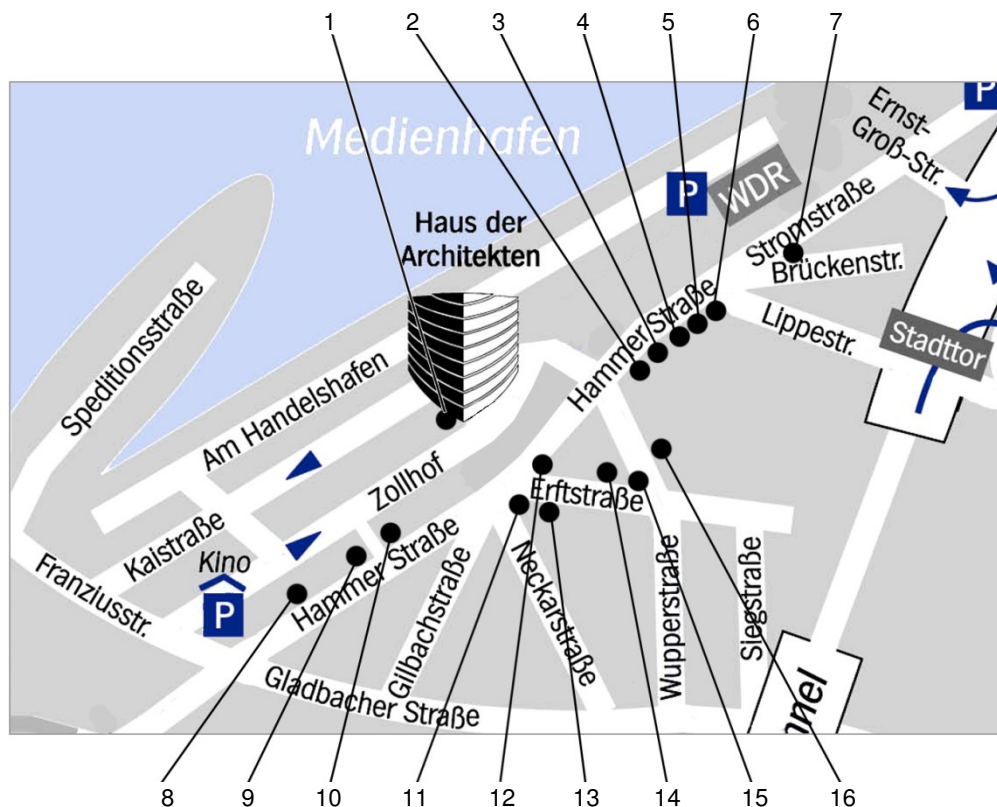 1 2 3 4 5 6 7
P
Ernst-
Groß-Str.
Medienhafen
P
WDR
Stromstraße
Brückenstr.
Haus der
Architekten
Hammer Straße
Lippestr.
Stadttor
Speditionsstraße
Am Handelshafen
Zollhof
Erftstraße
Kaistraße
Kino
P
Franziusstr.
Hammer Straße
Gilbachstraße
Neckarstraße
Wupperstraße
Siegstraße
Gladbacher Straße
nnel
8 9 10 11 12 13 14 15 16